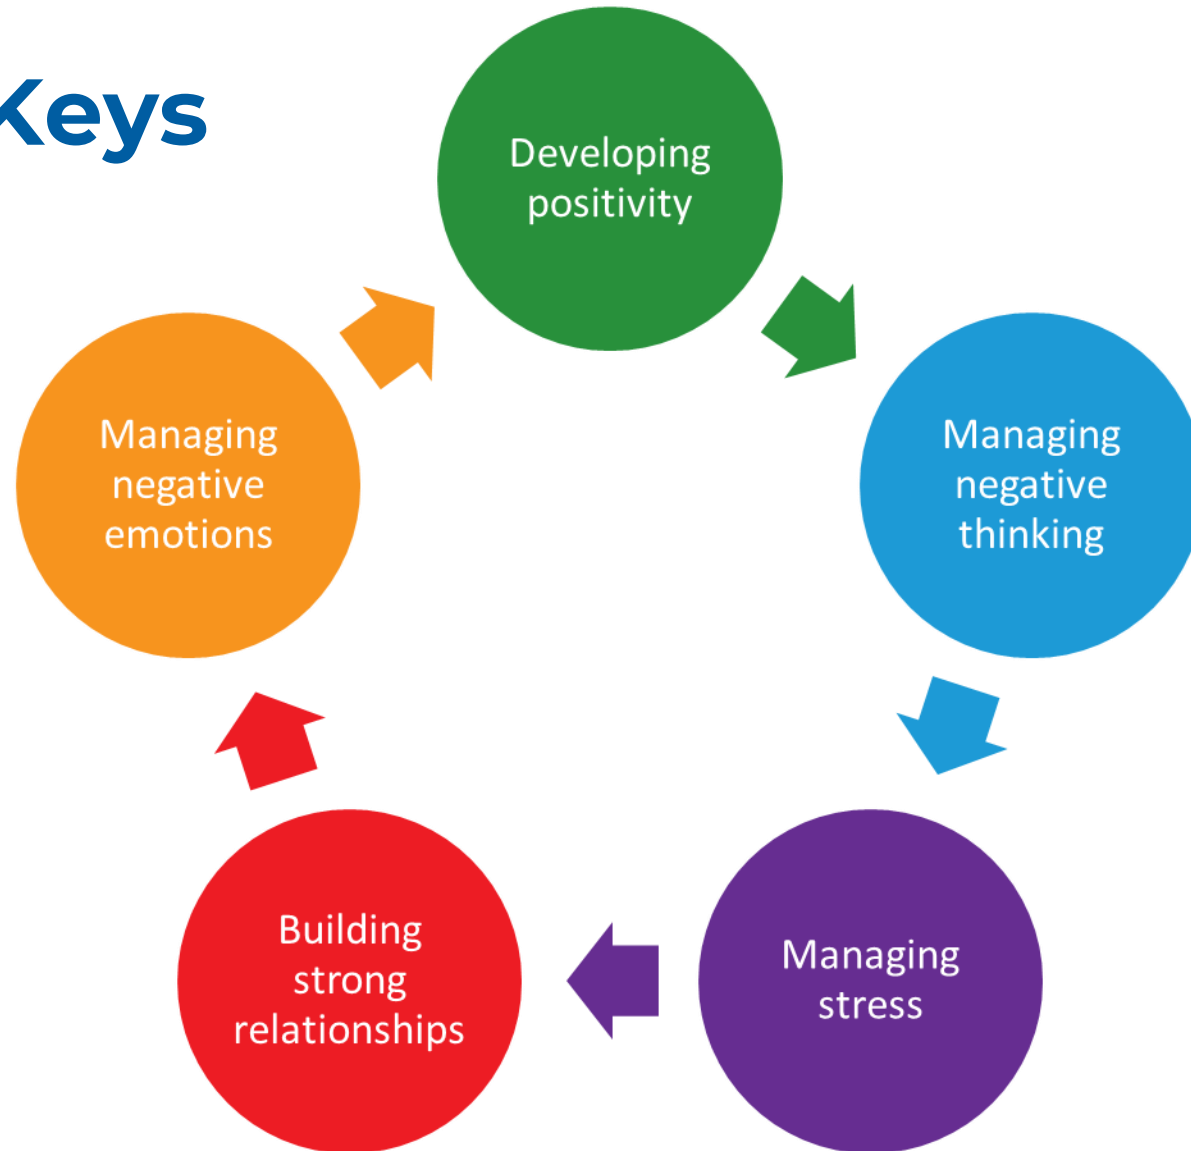 Keys
Developing
positivity
Managing
negative
thinking
Managing
stress
Building
strong
relationships
Managing
negative
emotions